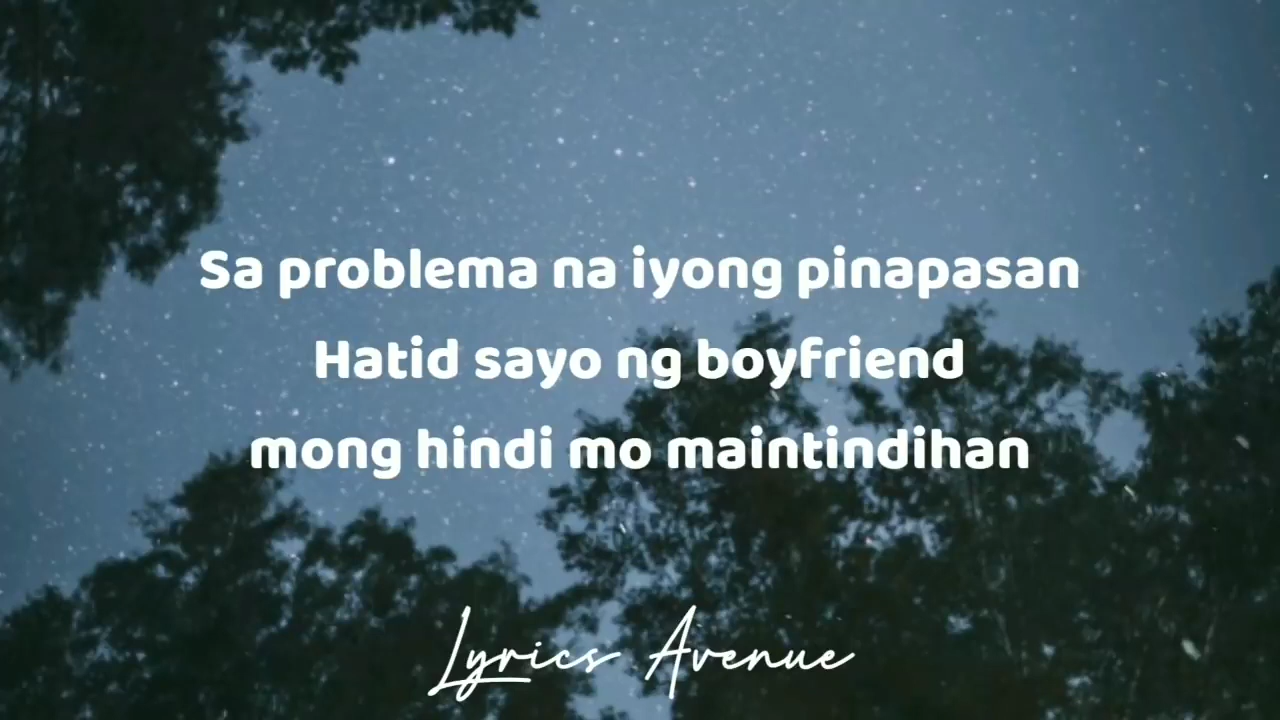 Sa problema na iyong pinapasan
Hatid sayo ng boyfriend
mong hindi mo maintindihan
Lyrics Avenue